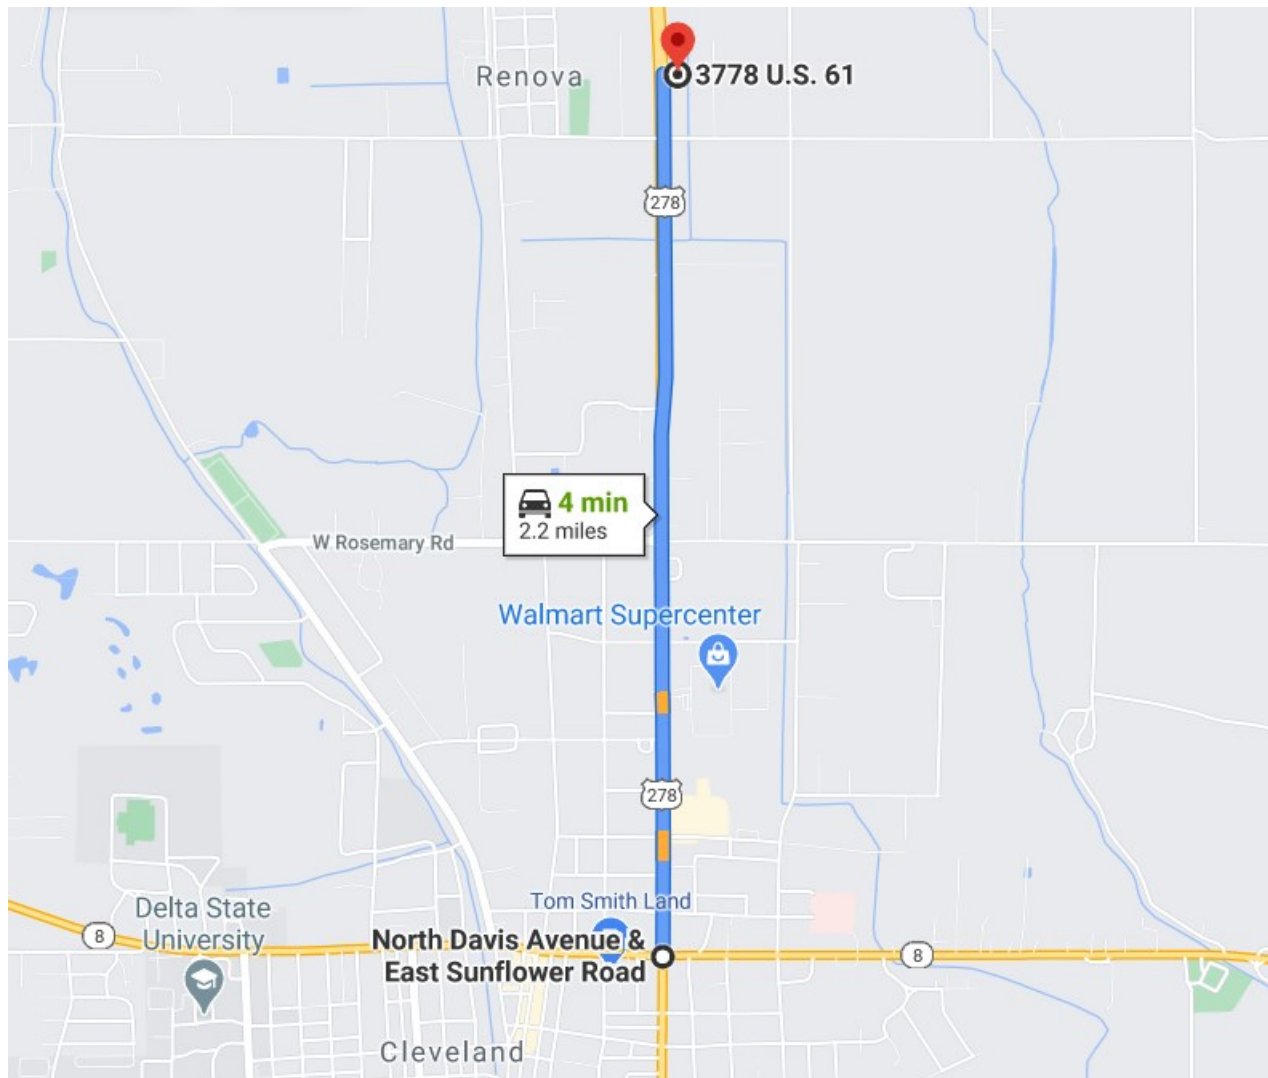 Renova
3778 U.S. 61
278
4 min
2.2 miles
W Rosemary Rd
Walmart Supercenter
278
Tom Smith Land
Delta State
University
8
North Davis Avenue &
East Sunflower Road
8
Cleveland